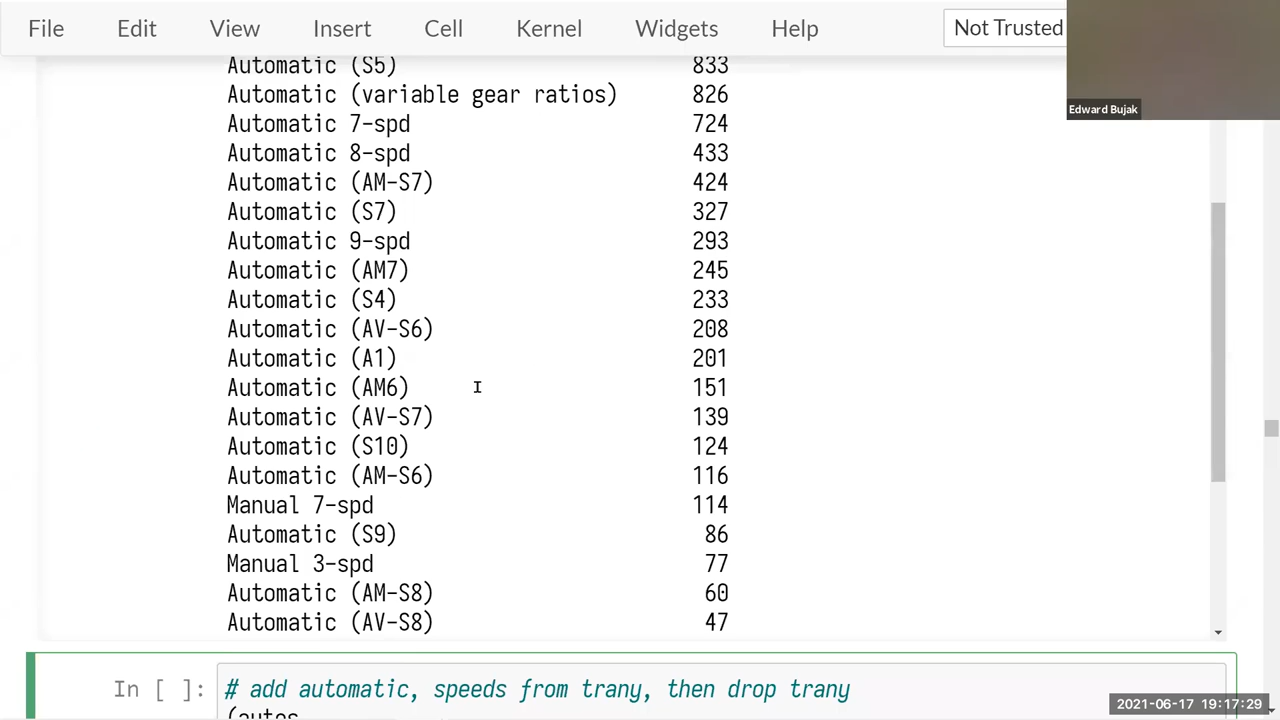 File Edit View Insert Cell Kernel Widgets Help Not Trusted
Edward Bujak
Automatic (S5) 833
Automatic (variable gear ratios) 826
Automatic 7-spd 724
Automatic 8-spd 433
Automatic (AM-S7) 424
Automatic (S7) 327
Automatic 9-spd 293
Automatic (AM7) 245
Automatic (S4) 233
Automatic (AV-S6) 208
Automatic (A1) 201
Automatic (AM6) 151
Automatic (AV-S7) 139
Automatic (S10) 124
Automatic (AM-S6) 116
Manual 7-spd 114
Automatic (S9) 86
Manual 3-spd 77
Automatic (AM-S8) 60
Automatic (AV-S8) 47
In [ ]: # add automatic, speeds from trany, then drop trany
(autos
2021-06-17 19:17:29